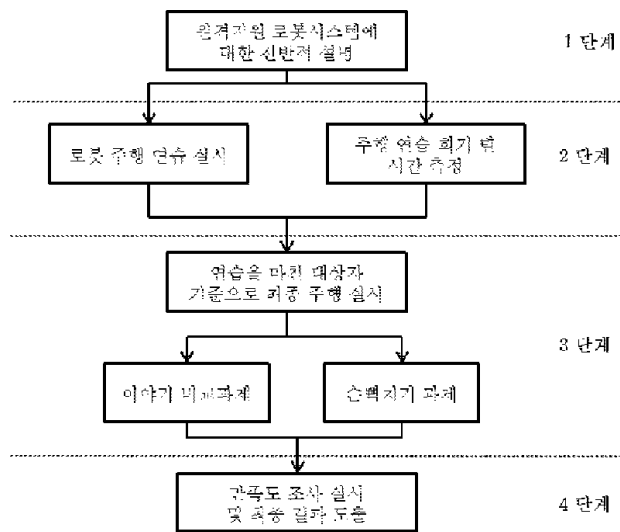 원격지원 로봇시스템에
대한 전반적 설명
1 단계
로봇 주행 연습 실시
주행 연습 회기 및
시간 측정
2 단계
연습을 마친 대상자
기준으로 최종 주행 실시
3 단계
이야기 비교과제
손뼉치기 과제
만족도 조사 실시
및 최종 결과 도출
4 단계